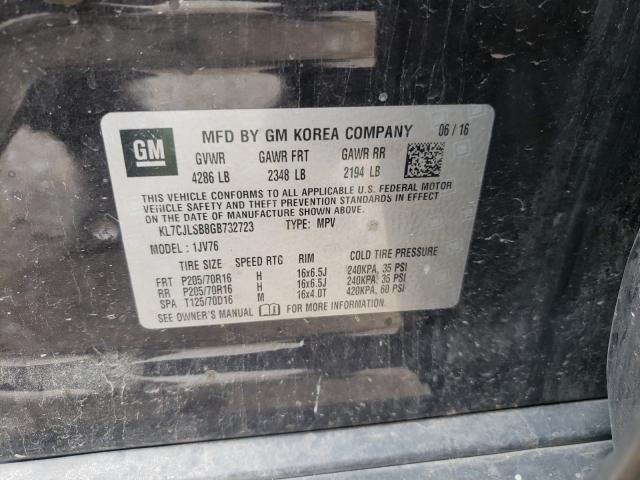 GM
MFD BY GM KOREA COMPANY 06 / 16
GVWR GAWR FRT GAWR RR
4286 LB 2348 LB 2194 LB
THIS VEHICLE CONFORMS TO ALL APPLICABLE U.S. FEDERAL MOTOR
VEHICLE SAFETY AND THEFT PREVENTION STANDARDS IN EFFECT
ON THE DATE OF MANUFACTURE SHOWN ABOVE.
KL7CJLSB8GB732723 TYPE: MPV
MODEL : 1JV76
TIRE SIZE SPEED RTG RIM COLD TIRE PRESSURE
FRT P205/70R16 H 16x6.5J 240KPA, 35 PSI
RR P205/70R16 H 16x6.5J 240KPA, 35 PSI
SPA T125/70D16 M 16x4.0T 420KPA, 60 PSI
SEE OWNER'S MANUAL FOR MORE INFORMATION.